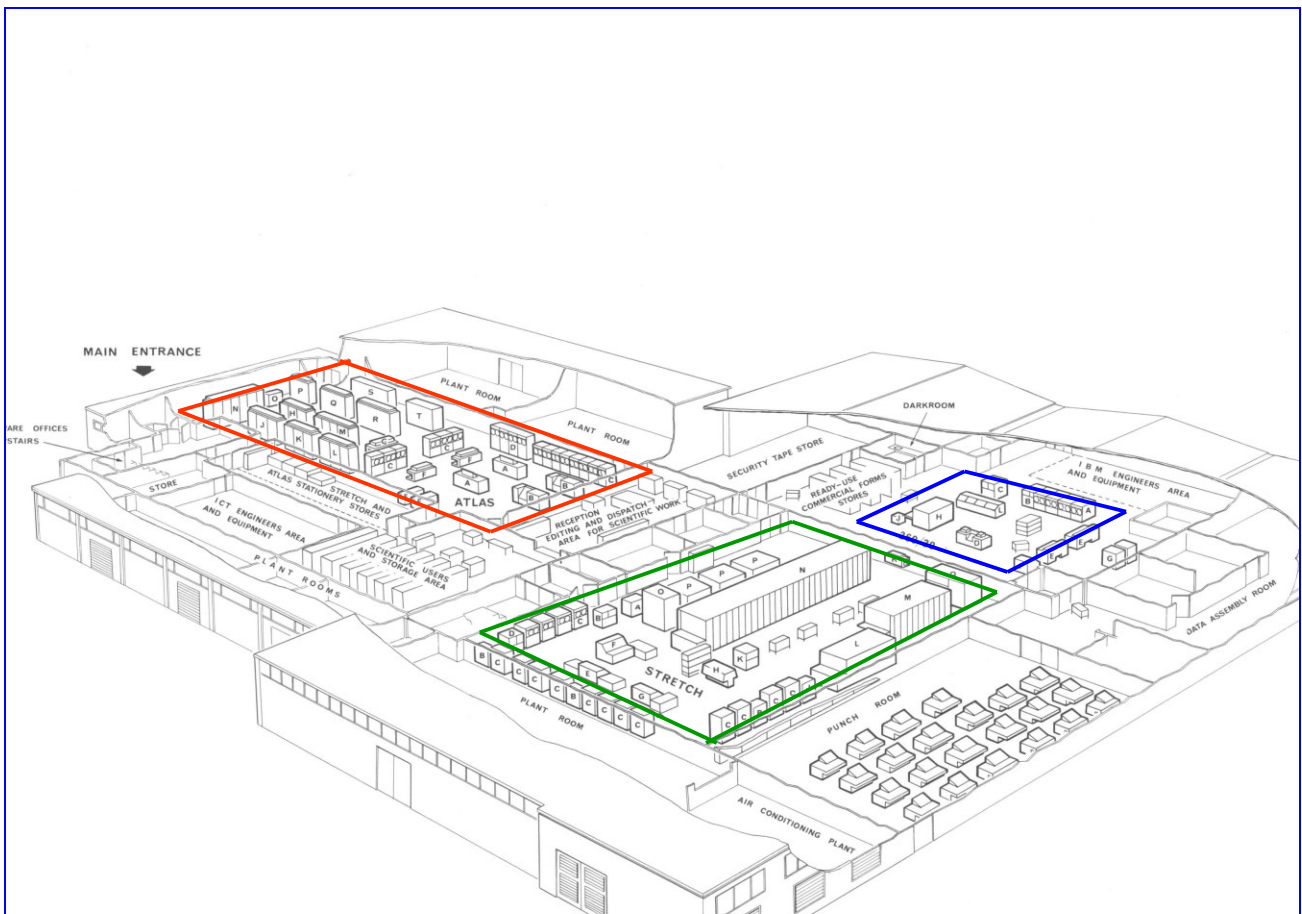 MAIN ENTRANCE
PLANT ROOM
S
P
O
Q
N
T
H
R
J
M
K
L
C
C
D
F
F
A
A
C
B
B
ATLAS
PLANT ROOM
DARKROOM
ARE OFFICES
STAIRS
STORE
STRETCH AND
ATLAS STATIONERY
STORES
ICT ENGINEERS
AREA
AND EQUIPMENT
SCIENTIFIC USERS
AND STORAGE AREA
PLANT ROOMS
RECEPTION
EDITING AND DISPATCH
AREA FOR SCIENTIFIC WORK
SECURITY TAPE STORE
READY-USE
COMMERCIAL FORMS
STORES
IBM ENGINEERS AREA
AND EQUIPMENT
C
J
H
L
B
A
D
E
E
G
DATA ASSEMBLY ROOM
P
P
P
N
O
A
M
D
C
B
F
L
K
H
E
G
STRETCH
B
C
C
C
C
B
C
C
C
C
C
C
B
C
C
PLANT ROOM
PUNCH ROOM
AIR CONDITIONING PLANT